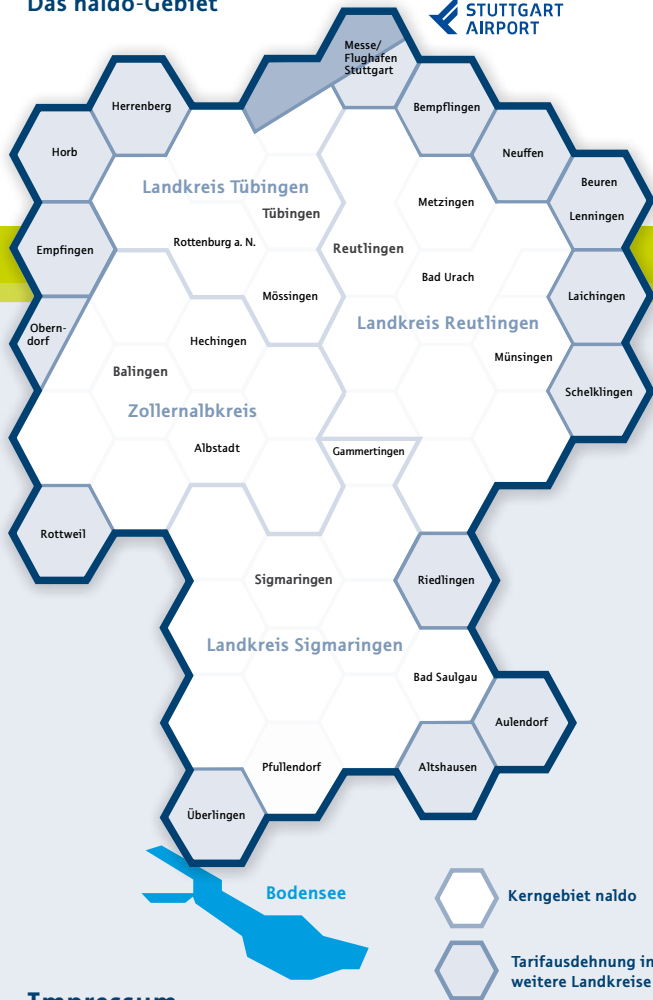 Das naldo-Gebiet
STUTTGART
AIRPORT
Messe/
Flughafen
Stuttgart
Herrenberg
Bempflingen
Horb
Neuffen
Beuren
Lenningen
Landkreis Tübingen
Tübingen
Metzingen
Rottenburg a. N.
Reutlingen
Empfingen
Bad Urach
Mössingen
Laichingen
Obern-
dorf
Hechingen
Landkreis Reutlingen
Münsingen
Balingen
Schelklingen
Zollernalbkreis
Albstadt
Gammertingen
Rottweil
Sigmaringen
Riedlingen
Landkreis Sigmaringen
Bad Saulgau
Aulendorf
Pfullendorf
Altshausen
Überlingen
Bodensee
Kerngebiet naldo
Tarifausdehnung in
weitere Landkreise
Impressum